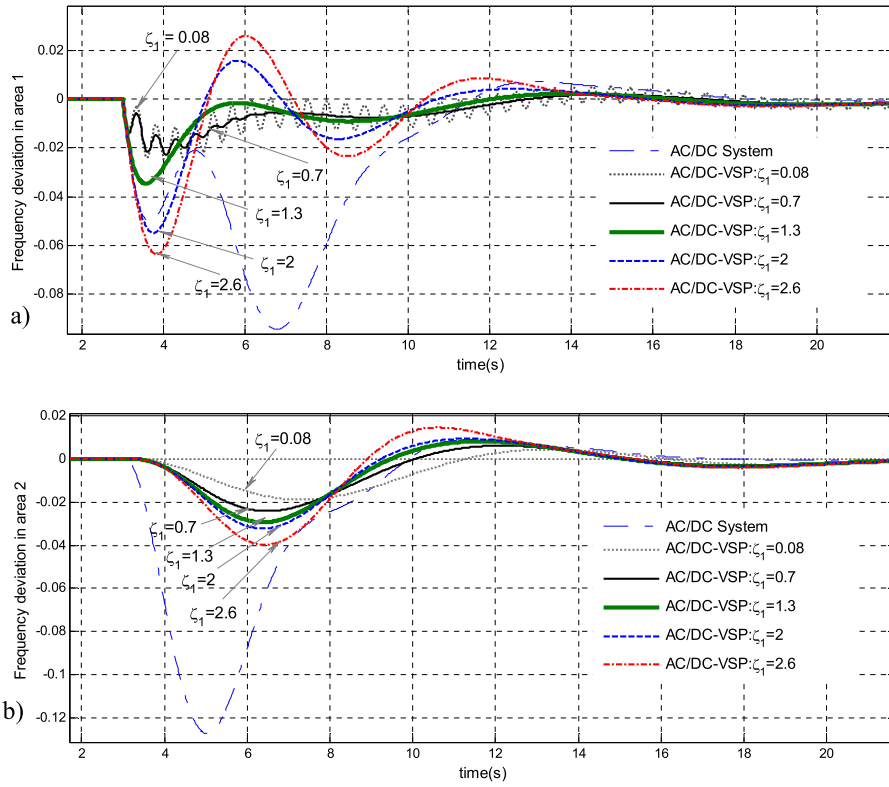 a)
Frequency deviation in area 1
0.02
0
-0.02
-0.04
-0.06
-0.08
ζ1 = 0.08
ζ1=0.7
ζ1=1.3
ζ1=2
ζ1=2.6
AC/DC System
AC/DC-VSP:ζ1=0.08
AC/DC-VSP:ζ1=0.7
AC/DC-VSP:ζ1=1.3
AC/DC-VSP:ζ1=2
AC/DC-VSP:ζ1=2.6
2 4 6 8 10 12 14 16 18 20
time(s)
b)
Frequency deviation in area 2
0.02
0
-0.02
-0.04
-0.06
-0.08
-0.1
-0.12
ζ1=0.08
ζ1=0.7
ζ1=1.3
ζ1=2
ζ1=2.6
AC/DC System
AC/DC-VSP:ζ1=0.08
AC/DC-VSP:ζ1=0.7
AC/DC-VSP:ζ1=1.3
AC/DC-VSP:ζ1=2
AC/DC-VSP:ζ1=2.6
2 4 6 8 10 12 14 16 18 20
time(s)